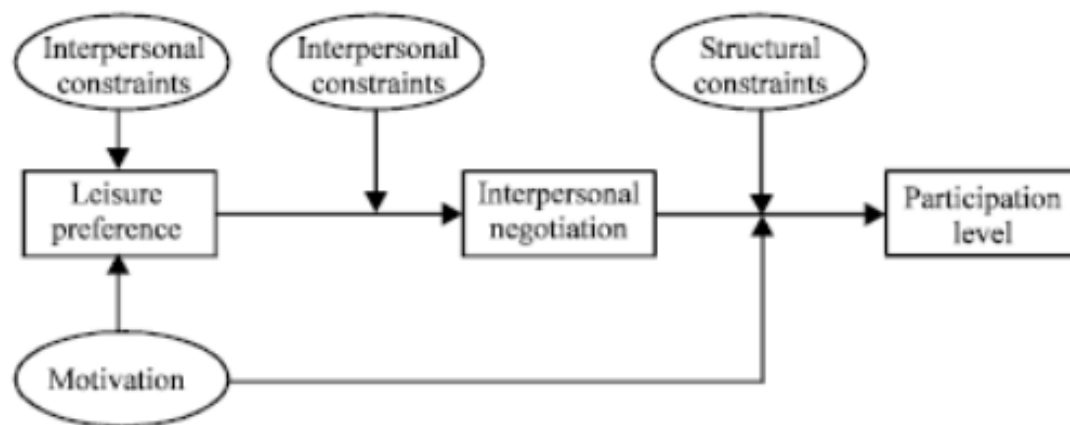 Interpersonal
constraints
Interpersonal
constraints
Structural
constraints
Leisure
preference
Interpersonal
negotiation
Participation
level
Motivation